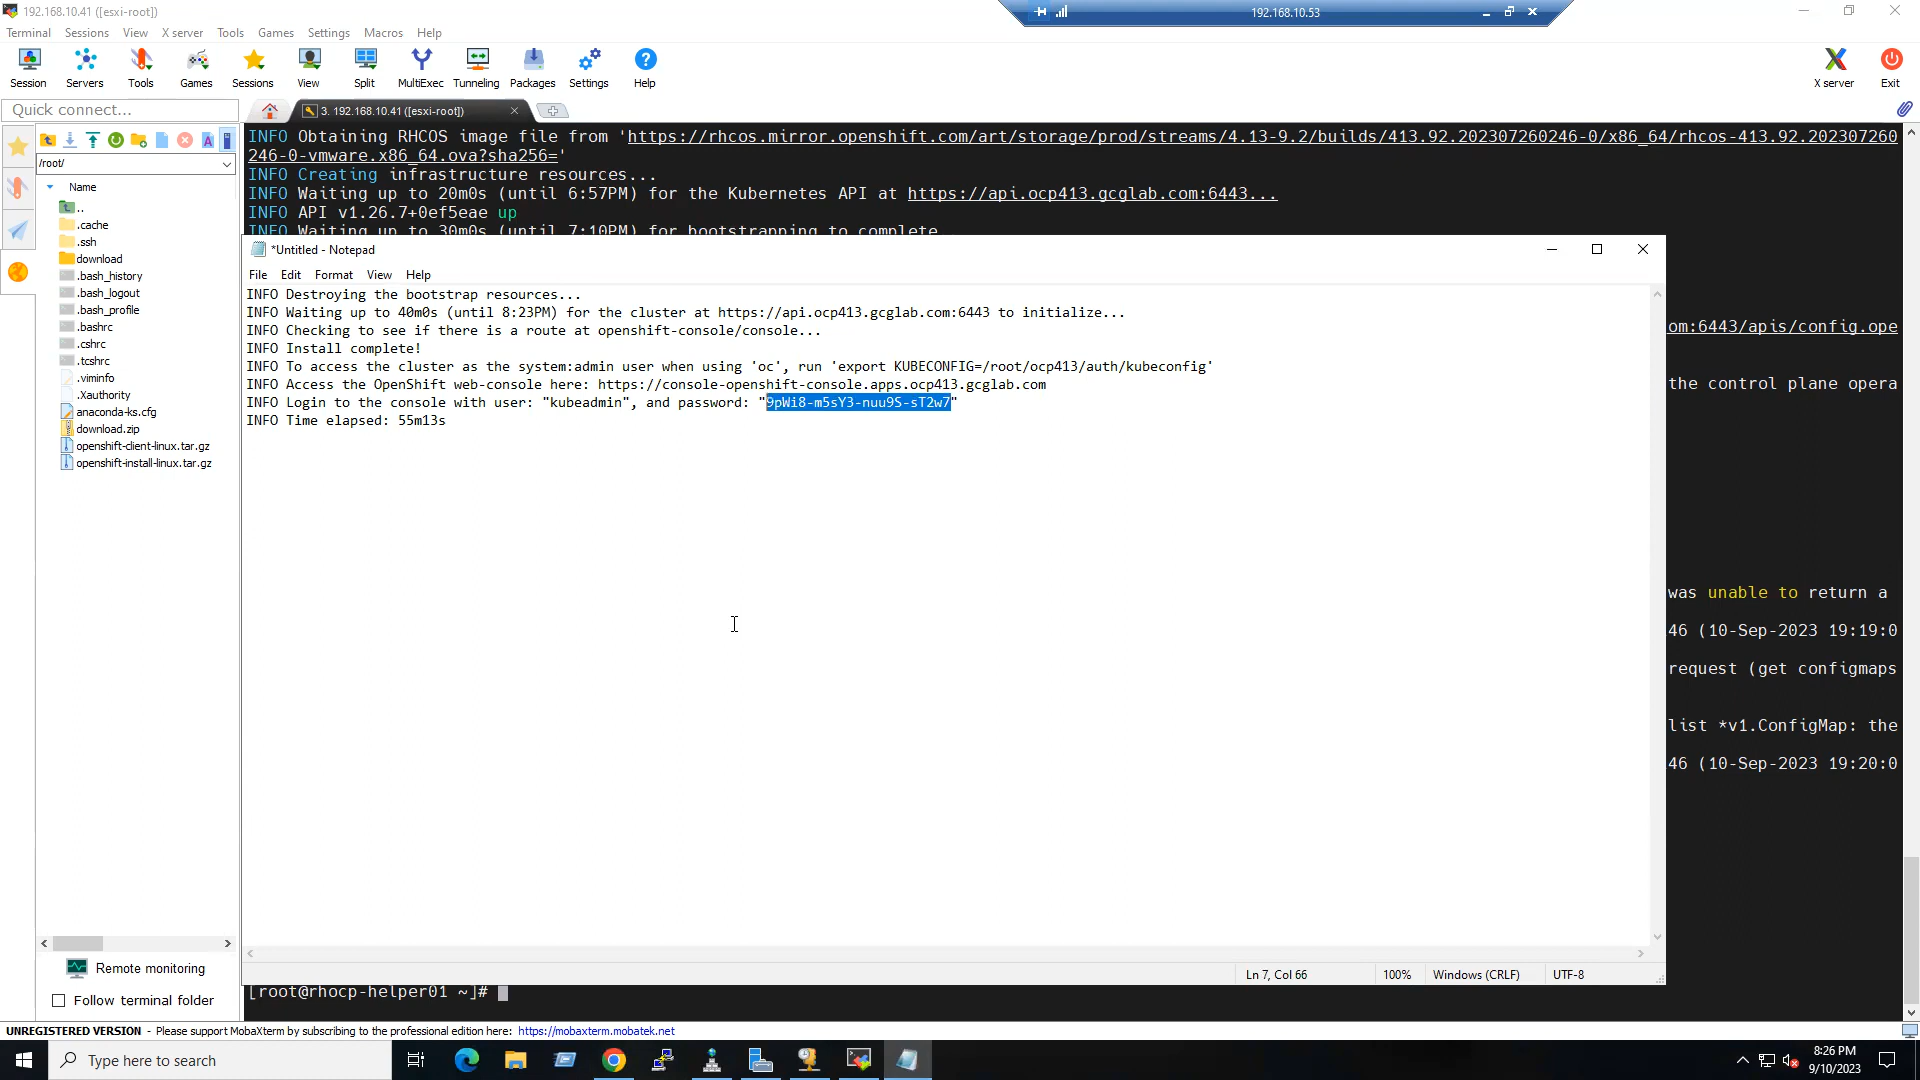 192.168.10.41 ([esxi-root])
192.168.10.53
Terminal Sessions View X server Tools Games Settings Macros Help
Session Servers Tools Games Sessions View Split MultiExec Tunneling Packages Settings Help X server Exit
Quick connect...
3. 192.168.10.41 ([esxi-root])
/root/
Name
..
.cache
.ssh
download
.bash_history
.bash_logout
.bash_profile
.bashrc
.cshrc
.tcshrc
.viminfo
.Xauthority
anaconda-ks.cfg
download.zip
openshift-client-linux.tar.gz
openshift-install-linux.tar.gz
Remote monitoring
Follow terminal folder
INFO Obtaining RHCOS image file from 'https://rhcos.mirror.openshift.com/art/storage/prod/streams/4.13-9.2/builds/413.92.202307260246-0/x86_64/rhcos-413.92.202307260
246-0-vmware.x86_64.ova?sha256='
INFO Creating infrastructure resources...
INFO Waiting up to 20m0s (until 6:57PM) for the Kubernetes API at https://api.ocp413.gcglab.com:6443...
INFO API v1.26.7+0ef5eae up
INFO Waiting up to 30m0s (until 7:10PM) for bootstrapping to complete
*Untitled - Notepad
File Edit Format View Help
INFO Destroying the bootstrap resources...
INFO Waiting up to 40m0s (until 8:23PM) for the cluster at https://api.ocp413.gcglab.com:6443 to initialize...
INFO Checking to see if there is a route at openshift-console/console...
INFO Install complete!
INFO To access the cluster as the system:admin user when using 'oc', run 'export KUBECONFIG=/root/ocp413/auth/kubeconfig'
INFO Access the OpenShift web-console here: https://console-openshift-console.apps.ocp413.gcglab.com
INFO Login to the console with user: "kubeadmin", and password: "9pWi8-m5sY3-nuu9S-sT2w7"
INFO Time elapsed: 55m13s
Ln 7, Col 66 100% Windows (CRLF) UTF-8
om:6443/apis/config.ope
the control plane opera
was unable to return a
46 (10-Sep-2023 19:19:0
request (get configmaps
list *v1.ConfigMap: the
46 (10-Sep-2023 19:20:0
[root@rhocp-helper01 ~]#
UNREGISTERED VERSION - Please support MobaXterm by subscribing to the professional edition here: https://mobaxterm.mobatek.net
Type here to search
8:26 PM
9/10/2023